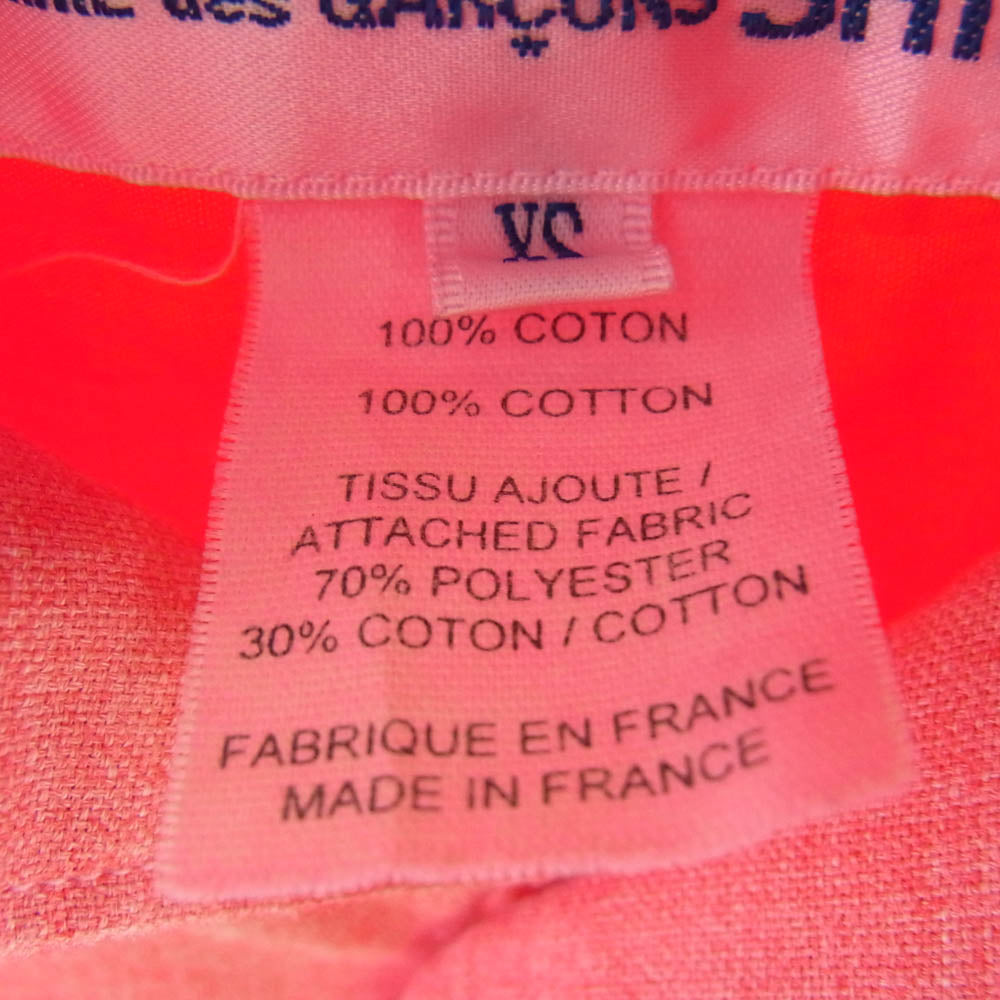 des GARÇONS
*
XS
100% COTON
100% COTTON
TISSU AJOUTE /
ATTACHED FABRIC
70% POLYESTER
30% COTON / COTTON
FABRIQUE EN FRANCE
MADE IN FRANCE